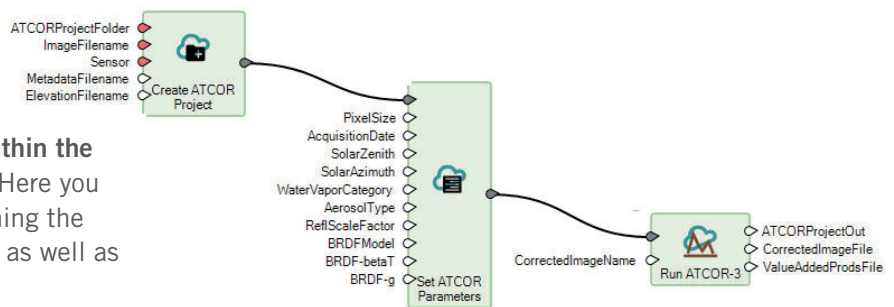 ATCORProjectFolder
ImageFilename
Sensor
MetadataFilename
ElevationFilename
Create ATCOR
Project
thin the
Here you
ing the
as well as
PixelSize
AcquisitionDate
SolarZenith
SolarAzimuth
WaterVaporCategory
AerosolType
ReflScaleFactor
BRDFModel
BRDF-betaT
BRDF-g
Set ATCOR
Parameters
CorrectedImageName
Run ATCOR-3
ATCORProjectOut
CorrectedImageFile
ValueAddedProdsFile